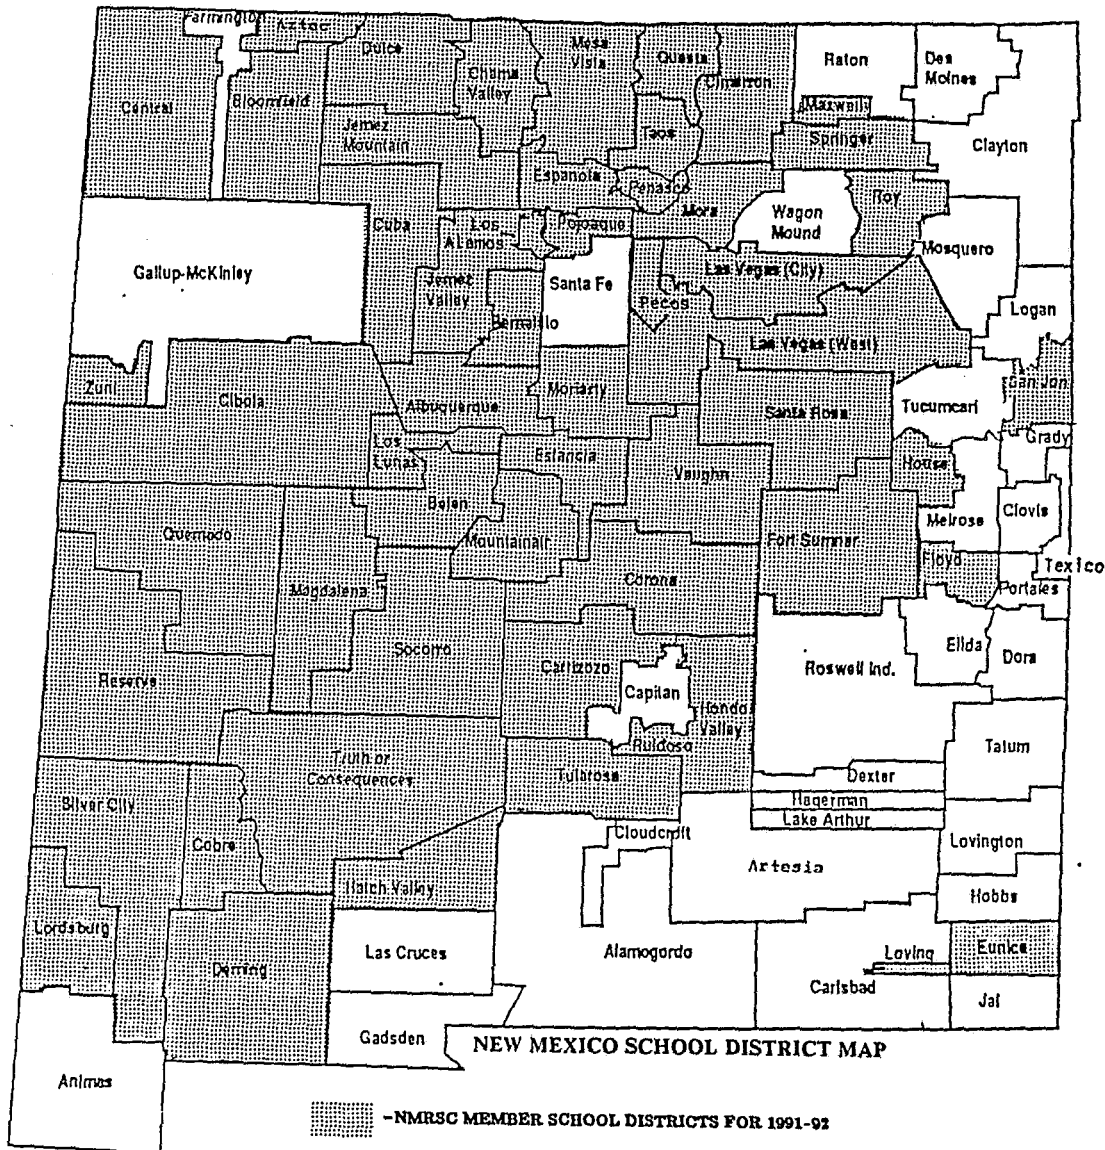 Farmington
Aztec
Dulce
Chama
Valley
Mesa
Vista
Questa
Cimarron
Raton
Des
Moines
Central
Bloomfield
Maxwell
Jemez
Mountain
Taos
Springer
Clayton
Espanola
Penasco
Roy
Cuba
Los
Alamos
Pojoaque
Mora
Wagon
Mound
Mosquero
Gallup-McKinley
Jemez
Valley
Santa Fe
Las Vegas (City)
Pecos
Logan
Bernalillo
Las Vegas (West)
Zuni
Cibola
Albuquerque
Moriarty
Santa Rosa
Tucumcari
San Jon
Los
Lunas
Estancia
Vaughn
House
Grady
Belen
Melrose
Clovis
Quemado
Mountainair
Fort Sumner
Floyd
Texico
Magdalena
Corona
Portales
Socorro
Carrizozo
Roswell Ind.
Elida
Dora
Reserve
Capitan
Hondo
Valley
Ruidoso
Tatum
Truth or
Consequences
Tularosa
Dexter
Silver City
Hagerman
Lake Arthur
Cobre
Cloudcroft
Lovington
Artesia
Hatch Valley
Hobbs
Lordsburg
Las Cruces
Alamogordo
Loving
Eunice
Deming
Carlsbad
Jal
Gadsden
NEW MEXICO SCHOOL DISTRICT MAP
Animas
-NMRSC MEMBER SCHOOL DISTRICTS FOR 1991-92